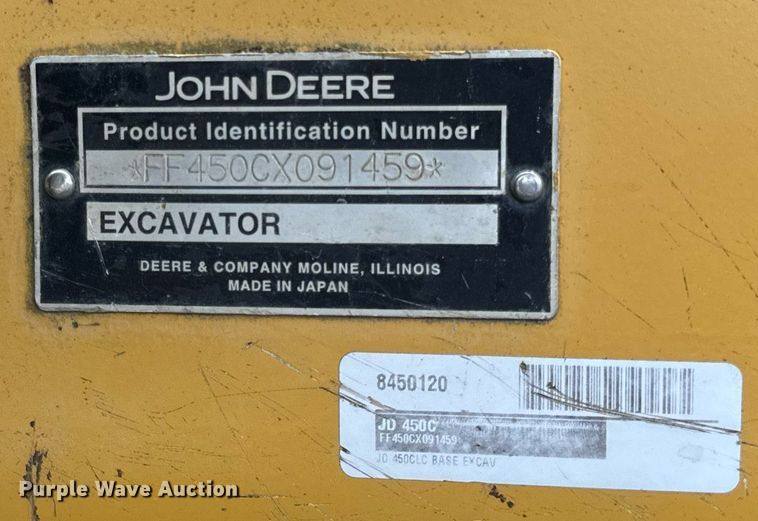 JOHN DEERE
Product Identification Number
*FF450CX091459*
EXCAVATOR
DEERE & COMPANY MOLINE, ILLINOIS
MADE IN JAPAN
8450120
JD 450C
FF450CX091459
JD 450CLC BASE EXCAV
Purple Wave Auction